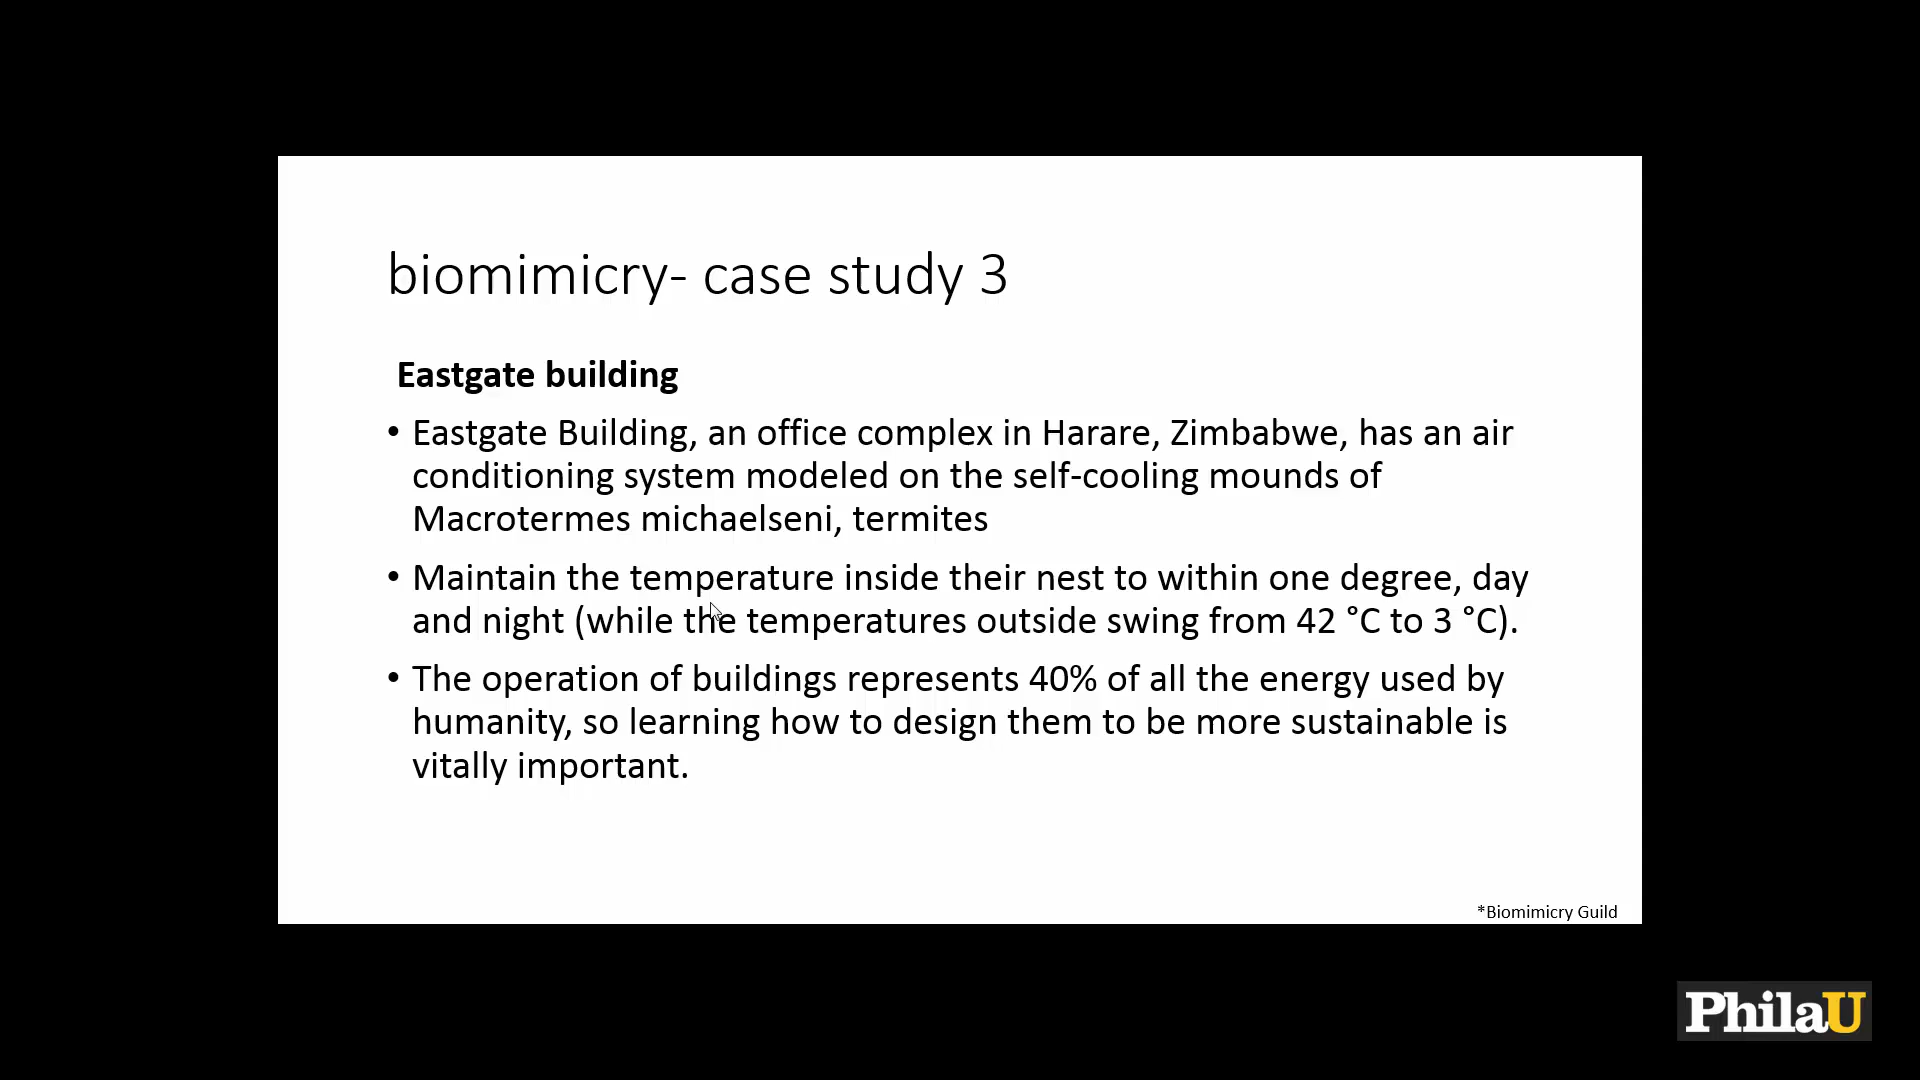 biomimicry- case study 3
Eastgate building
• Eastgate Building, an office complex in Harare, Zimbabwe, has an air
conditioning system modeled on the self-cooling mounds of
Macrotermes michaelseni, termites
• Maintain the temperature inside their nest to within one degree, day
and night (while the temperatures outside swing from 42 °C to 3 °C).
• The operation of buildings represents 40% of all the energy used by
humanity, so learning how to design them to be more sustainable is
vitally important.
*Biomimicry Guild
PhilaU